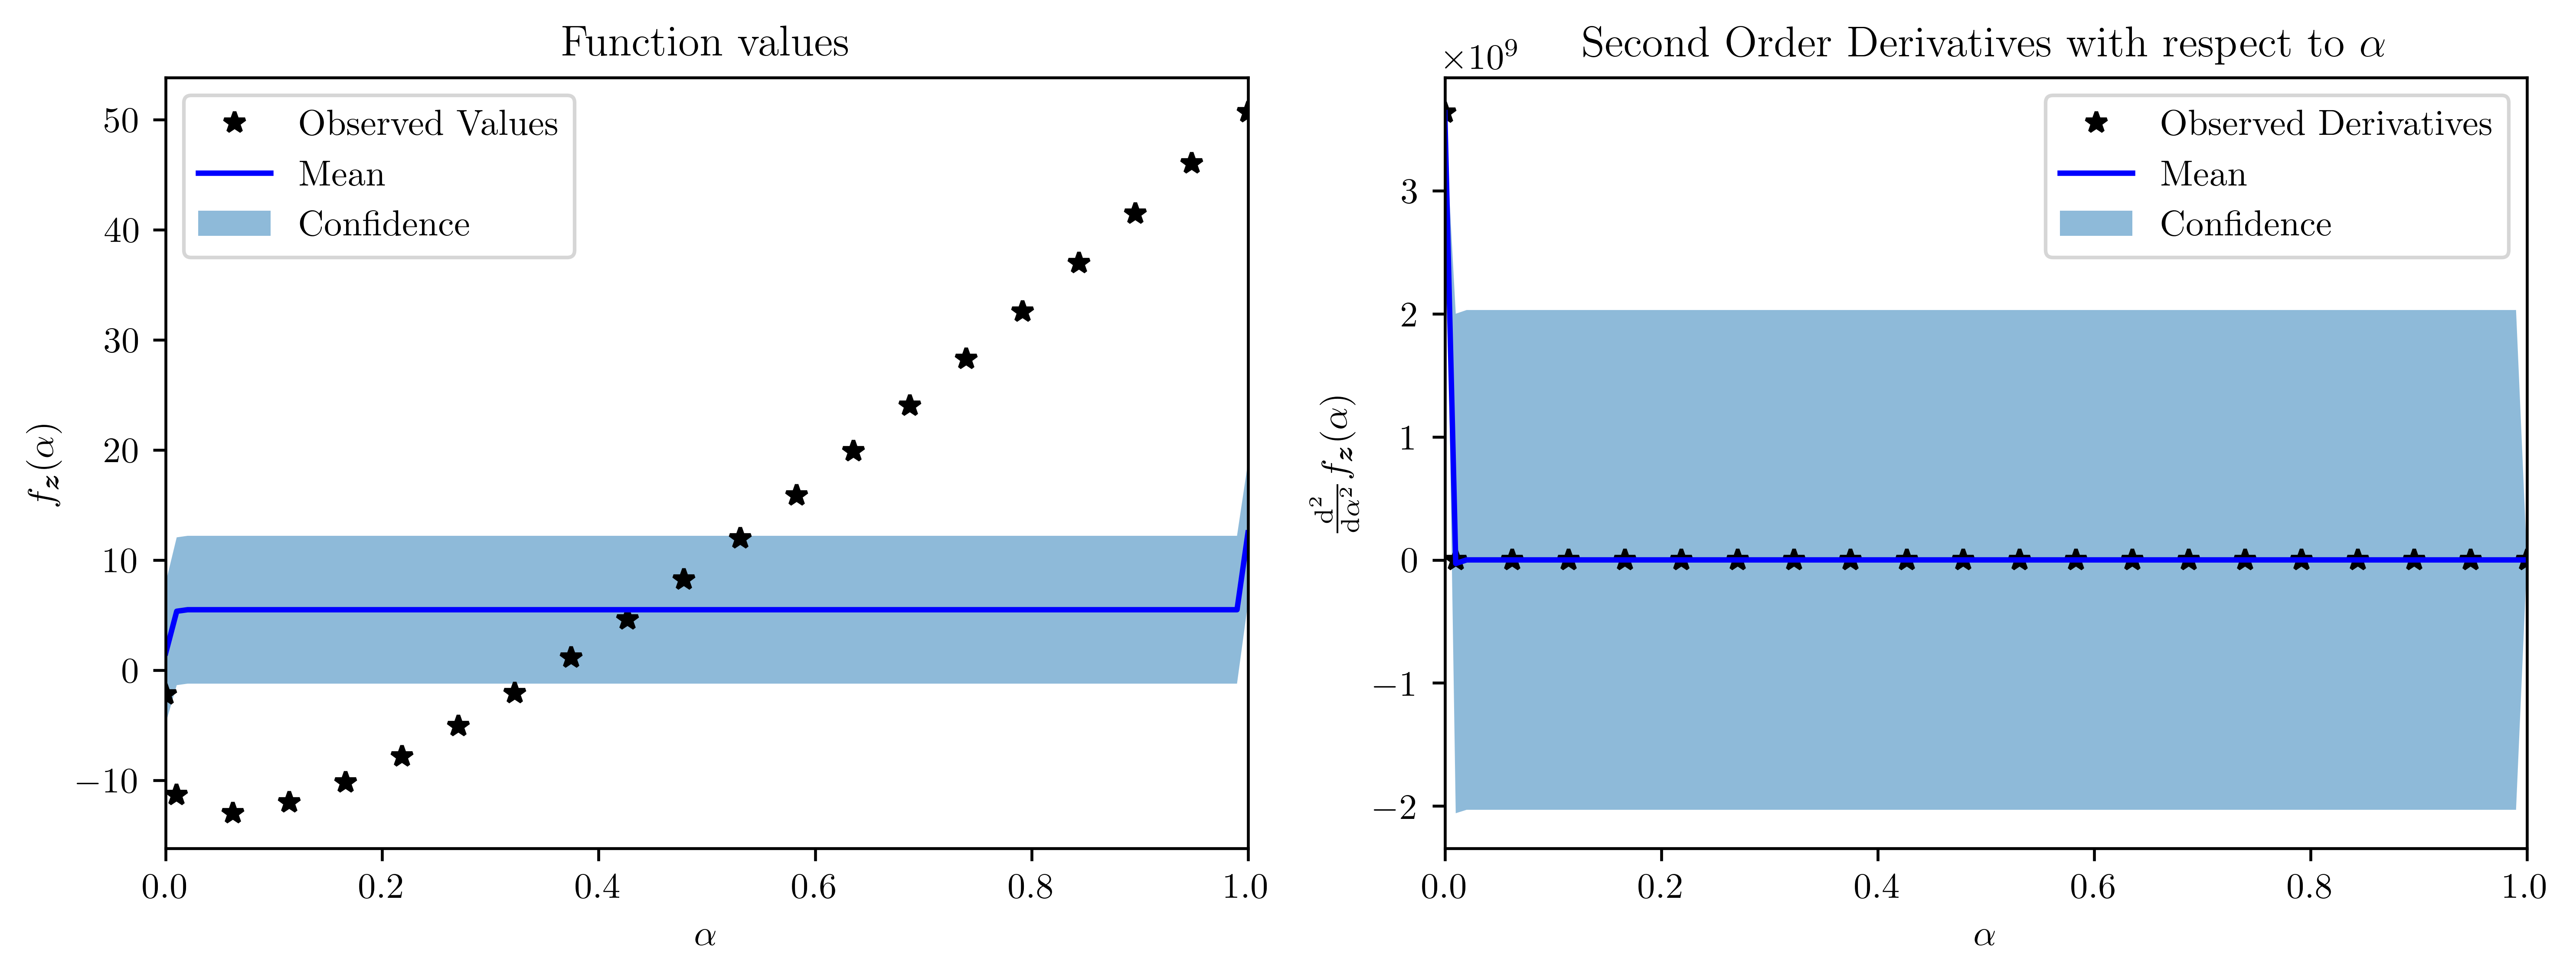 Function values
50
40
30
20
10
0
−10
f_z(α)
Observed Values
Mean
Confidence
0.0 0.2 0.4 0.6 0.8 1.0
α
Second Order Derivatives with respect to α
×10⁹
3
2
1
0
−1
−2
d²/dα² f_z(α)
Observed Derivatives
Mean
Confidence
0.0 0.2 0.4 0.6 0.8 1.0
α